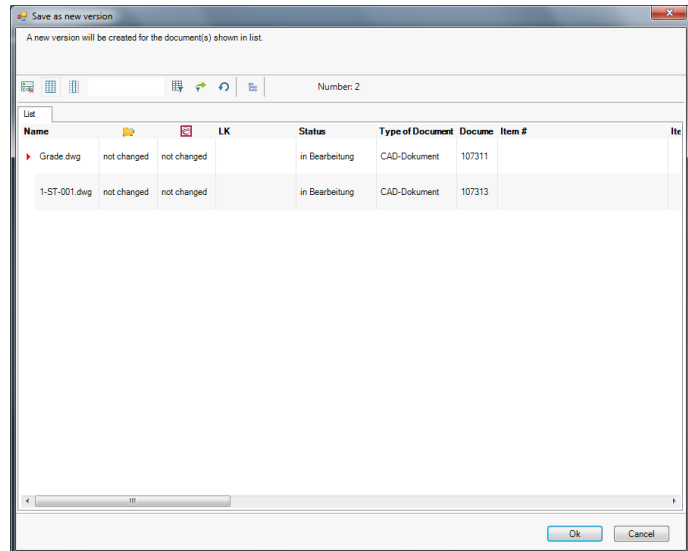 Save as new version
A new version will be created for the document(s) shown in list.
Number: 2
List
Name LK Status Type of Document Docume Item # Ite
Grade.dwg not changed not changed in Bearbeitung CAD-Dokument 107311
1-ST-001.dwg not changed not changed in Bearbeitung CAD-Dokument 107313
Ok Cancel